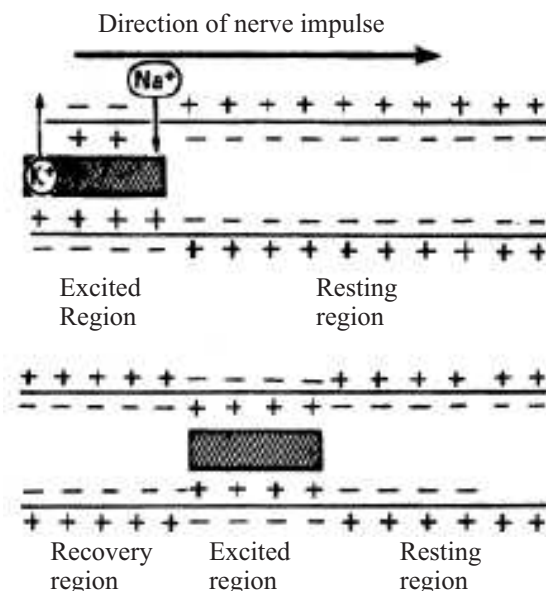 Direction of nerve impulse
Na⁺
+ + + + + + + + +
– –
+ +
– – – – – – – – –
K⁺
+ + + + – – – – – – – – –
– – – – + + + + + + + + +
Excited Resting
Region region
+ + + + + – – – – + + + + + +
– – – – – + + + + – – – – – –
– – – – – + + + + – – – –
+ + + + + – – – – + + + + + +
Recovery Excited Resting
region region region